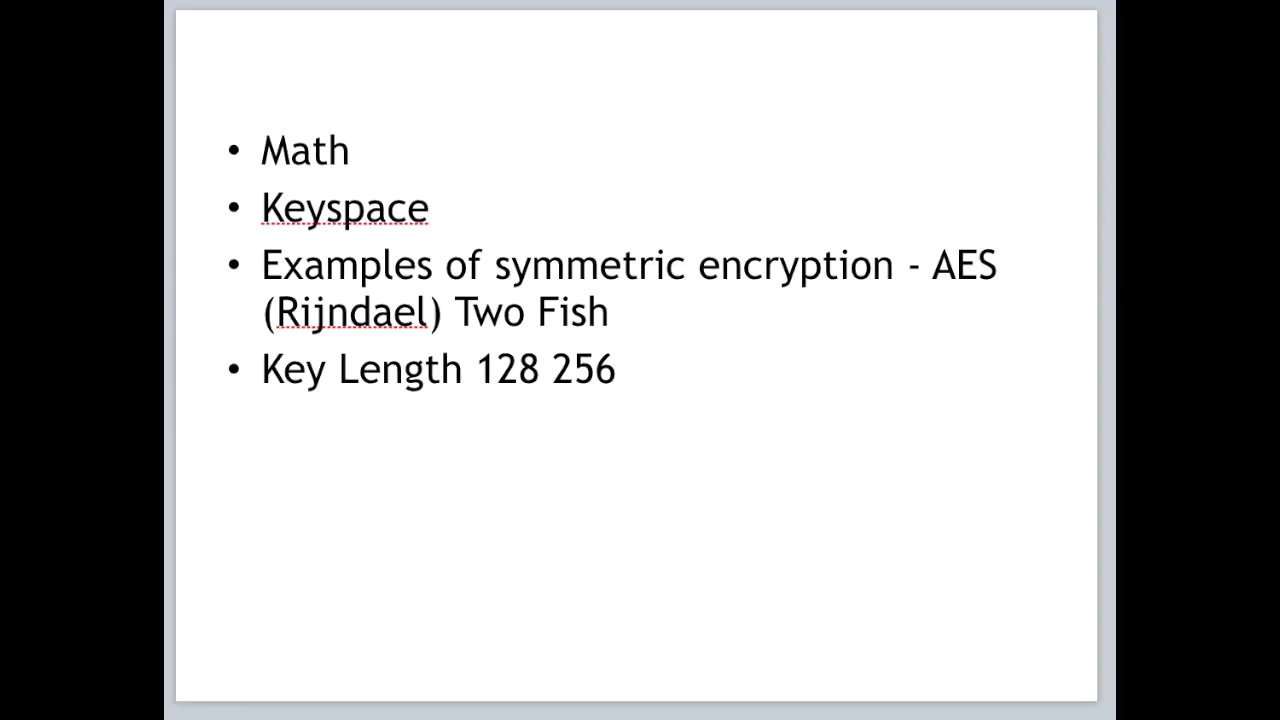 • Math
• Keyspace
• Examples of symmetric encryption - AES
(Rijndael) Two Fish
• Key Length 128 256